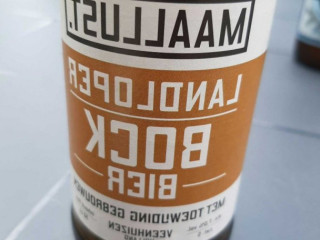 MAALLUST.
LANDLOPER
BOCK
BIER
MET TOEWIJDING GEBROUWEN
VEENHUIZEN